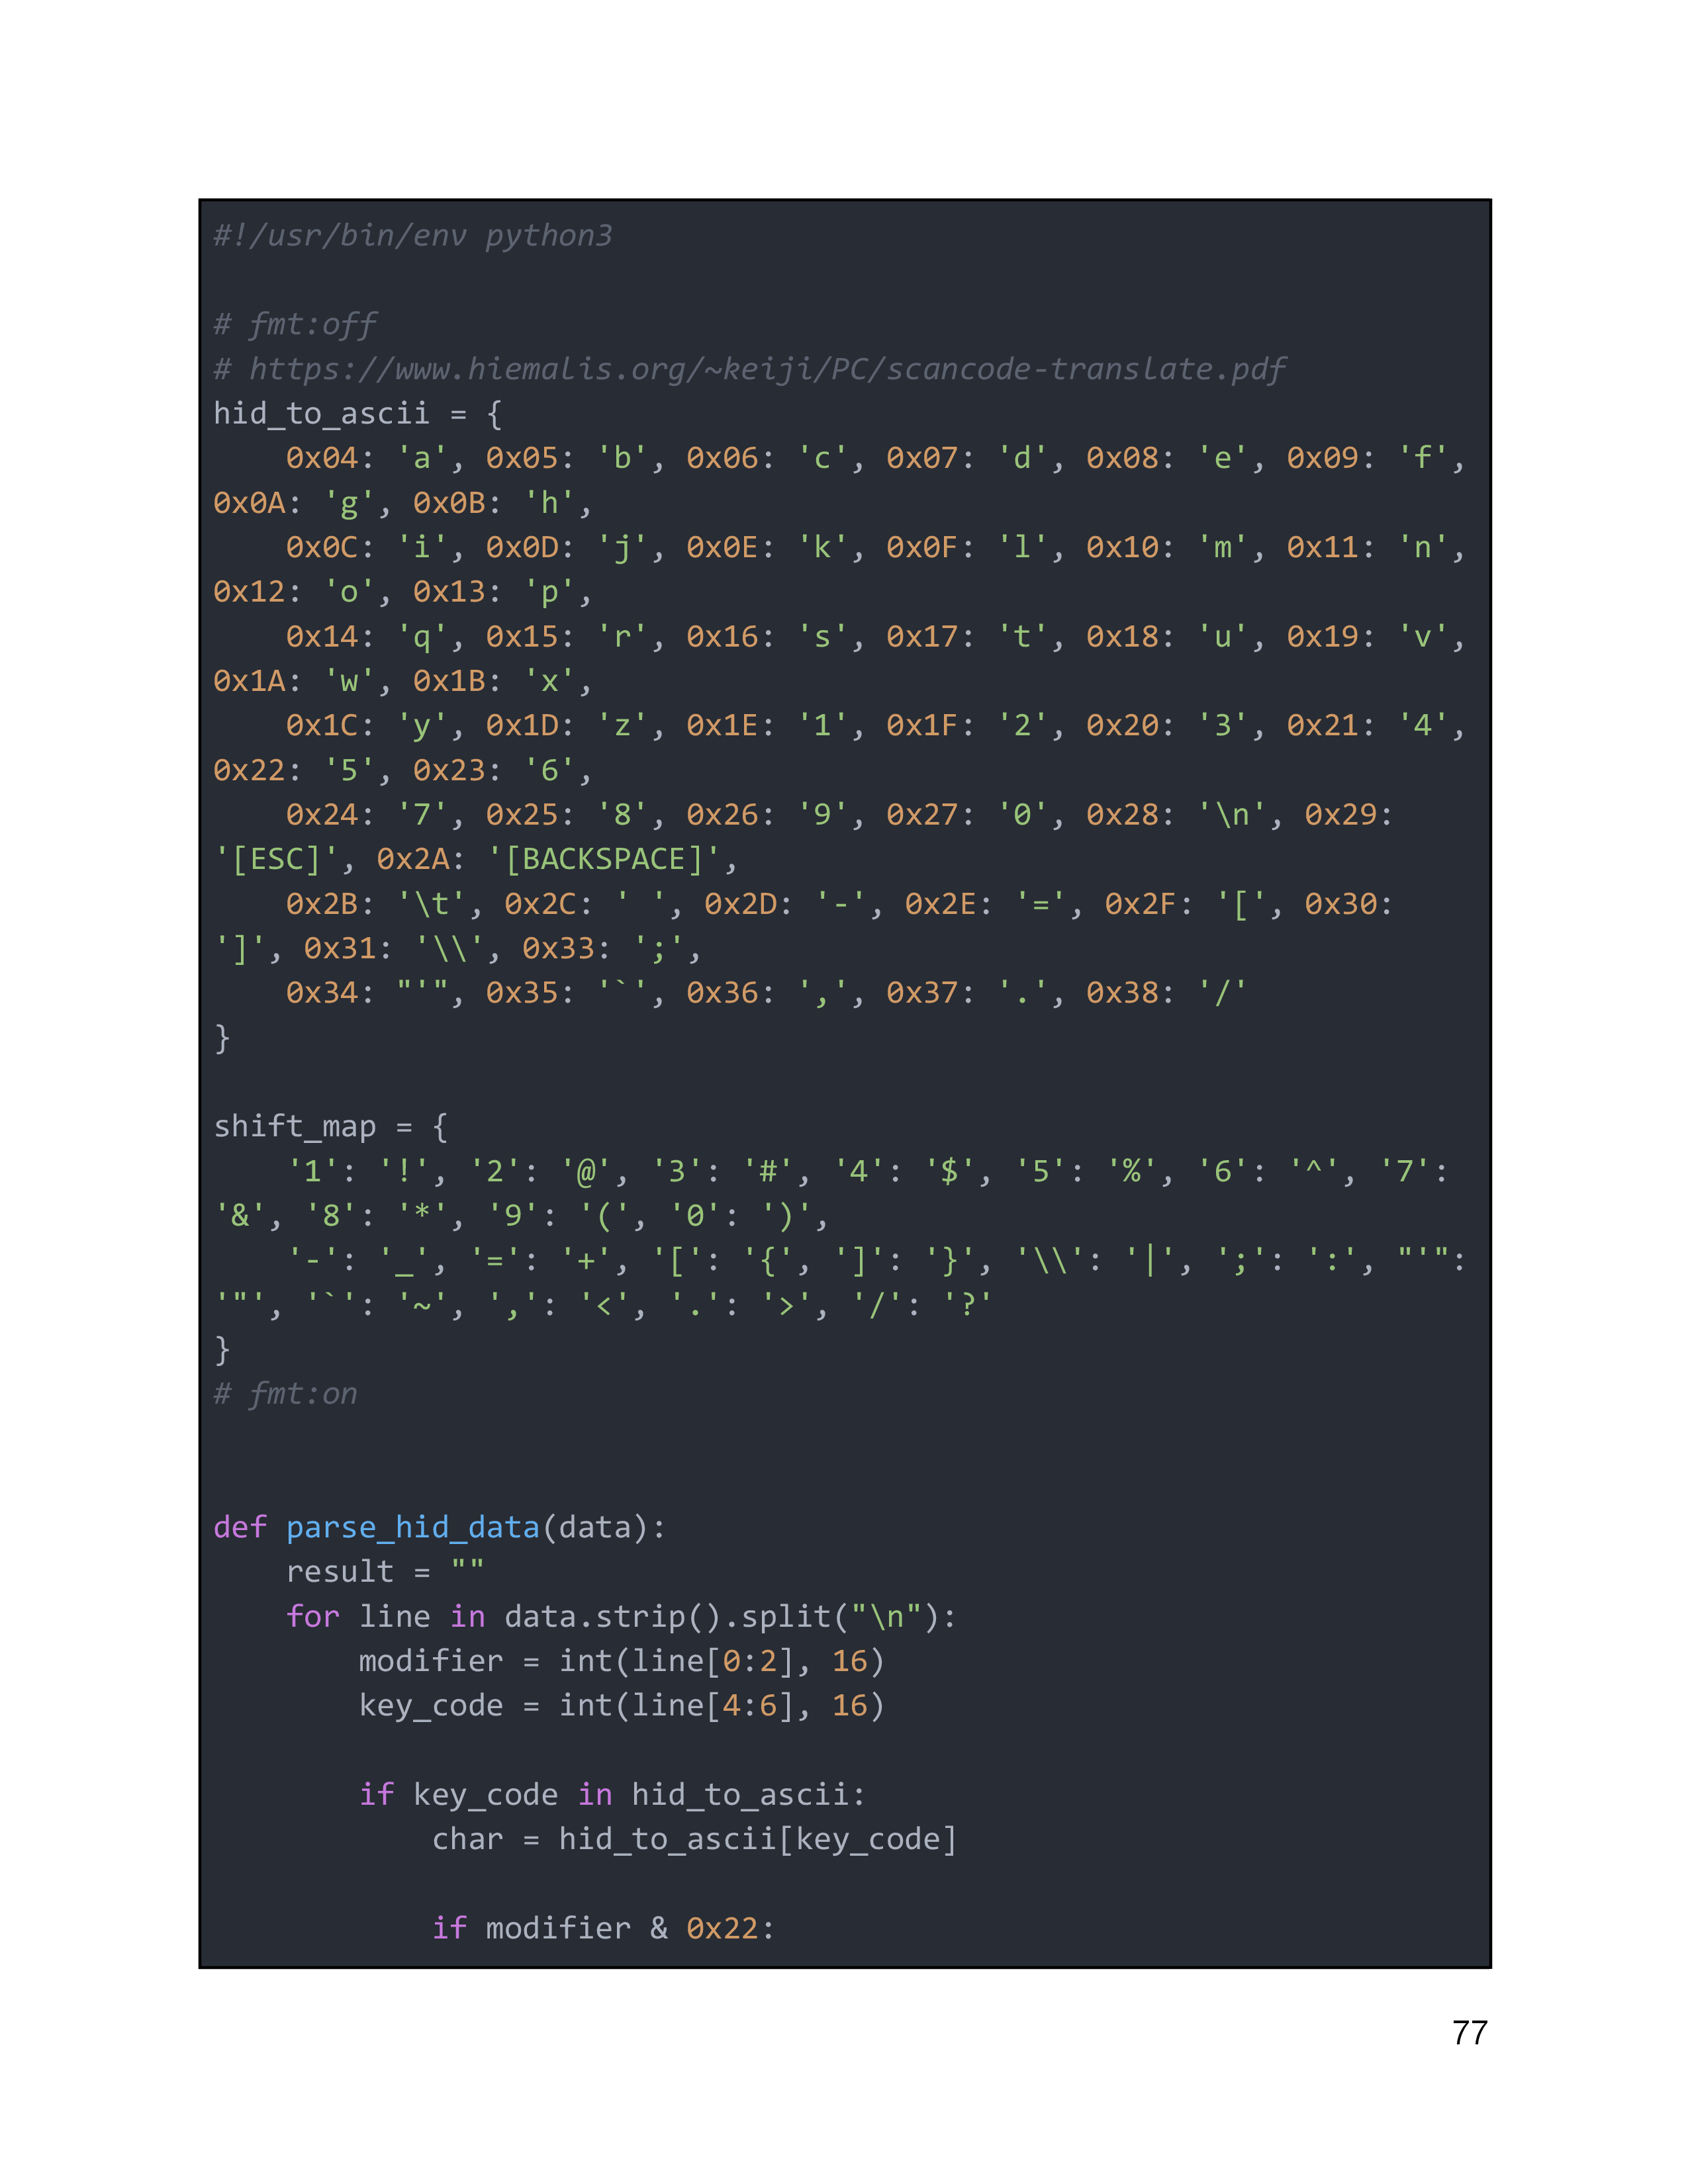 #!/usr/bin/env python3

# fmt:off
# https://www.hiemalis.org/~keiji/PC/scancode-translate.pdf
hid_to_ascii = {
    0x04: 'a', 0x05: 'b', 0x06: 'c', 0x07: 'd', 0x08: 'e', 0x09: 'f',
0x0A: 'g', 0x0B: 'h',
    0x0C: 'i', 0x0D: 'j', 0x0E: 'k', 0x0F: 'l', 0x10: 'm', 0x11: 'n',
0x12: 'o', 0x13: 'p',
    0x14: 'q', 0x15: 'r', 0x16: 's', 0x17: 't', 0x18: 'u', 0x19: 'v',
0x1A: 'w', 0x1B: 'x',
    0x1C: 'y', 0x1D: 'z', 0x1E: '1', 0x1F: '2', 0x20: '3', 0x21: '4',
0x22: '5', 0x23: '6',
    0x24: '7', 0x25: '8', 0x26: '9', 0x27: '0', 0x28: '\n', 0x29:
'[ESC]', 0x2A: '[BACKSPACE]',
    0x2B: '\t', 0x2C: ' ', 0x2D: '-', 0x2E: '=', 0x2F: '[', 0x30:
']', 0x31: '\\', 0x33: ';',
    0x34: "'", 0x35: '`', 0x36: ',', 0x37: '.', 0x38: '/'
}

shift_map = {
    '1': '!', '2': '@', '3': '#', '4': '$', '5': '%', '6': '^', '7':
'&', '8': '*', '9': '(', '0': ')',
    '-': '_', '=': '+', '[': '{', ']': '}', '\\': '|', ';': ':', "'":
'"', '`': '~', ',': '<', '.': '>', '/': '?'
}
# fmt:on


def parse_hid_data(data):
    result = ""
    for line in data.strip().split("\n"):
        modifier = int(line[0:2], 16)
        key_code = int(line[4:6], 16)

        if key_code in hid_to_ascii:
            char = hid_to_ascii[key_code]

            if modifier & 0x22:
77